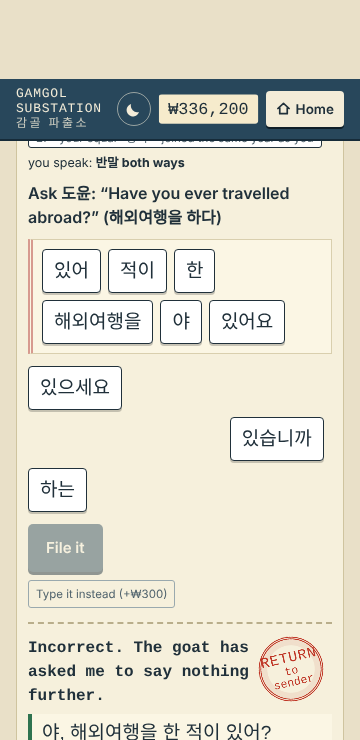 GAMGOL
SUBSTATION
감골 파출소
₩336,200
Home
you speak: 반말 both ways
Ask 도윤: “Have you ever travelled
abroad?” (해외여행을 하다)
있어 적이 한
해외여행을 야 있어요
있으세요
있습니까
하는
File it
Type it instead (+₩300)
Incorrect. The goat has
asked me to say nothing
further.
RETURN
to
sender
야, 해외여행을 한 적이 있어?